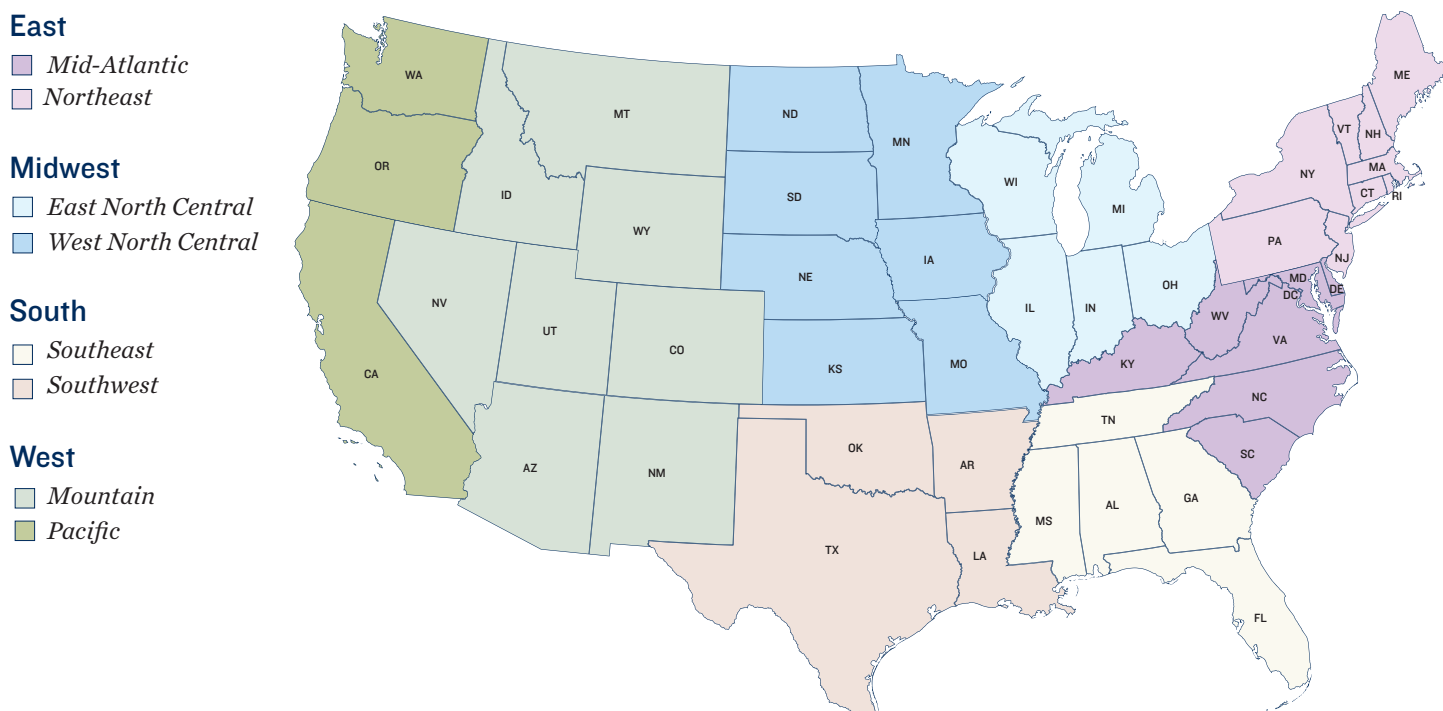 East
Mid-Atlantic
Northeast
Midwest
East North Central
West North Central
South
Southeast
Southwest
West
Mountain
Pacific
WA
OR
CA
NV
ID
MT
WY
UT
CO
AZ
NM
ND
SD
NE
KS
MN
IA
MO
WI
MI
IL
IN
OH
OK
TX
AR
LA
MS
AL
TN
GA
FL
KY
WV
VA
NC
SC
MD
DC
DE
PA
NJ
NY
CT
RI
MA
VT
NH
ME